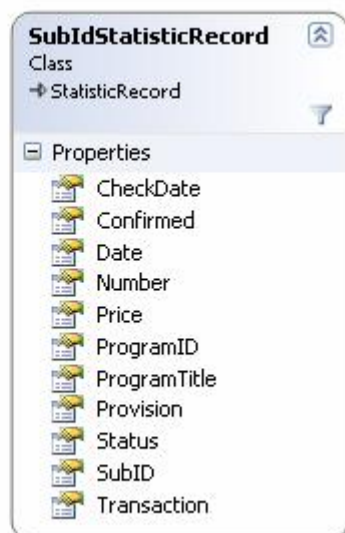 SubIdStatisticRecord
Class
StatisticRecord
Properties
CheckDate
Confirmed
Date
Number
Price
ProgramID
ProgramTitle
Provision
Status
SubID
Transaction